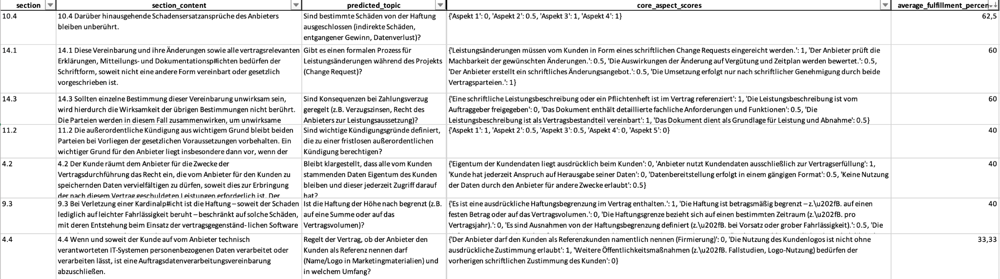 section section_content predicted_topic core_aspect_scores average_fulfillment_percen
10.4 10.4 Darüber hinausgehende Schadensersatzansprüche des Anbieters Sind bestimmte Schäden von der Haftung {'Aspekt 1': 0, 'Aspekt 2': 0.5, 'Aspekt 3': 1, 'Aspekt 4': 1} 62,5
bleiben unberührt. ausgeschlossen (indirekte Schäden,
entgangener Gewinn, Datenverlust)?
14.1 14.1 Diese Vereinbarung und ihre Änderungen sowie alle vertragsrelevanten Gibt es einen formalen Prozess für {'Leistungsänderungen müssen vom Kunden in Form eines schriftlichen Change Requests eingereicht werden.': 1, 'Der Anbieter prüft die 60
Erklärungen, Mitteilungs- und Dokumentationsp#ichten bedürfen der Leistungsänderungen während des Projekts Machbarkeit der gewünschten Änderungen.': 0.5, 'Die Auswirkungen der Änderung auf Vergütung und Zeitplan werden bewertet.': 0.5,
Schriftform, soweit nicht eine andere Form vereinbart oder gesetzlich (Change Request)? 'Der Anbieter erstellt ein schriftliches Änderungsangebot.': 0.5, 'Die Umsetzung erfolgt nur nach schriftlicher Genehmigung durch beide
vorgeschrieben ist. Vertragsparteien.': 1}
14.3 14.3 Sollten einzelne Bestimmung dieser Vereinbarung unwirksam sein, Sind Konsequenzen bei Zahlungsverzug {'Eine schriftliche Leistungsbeschreibung oder ein Pflichtenheft ist im Vertrag referenziert': 1, 'Die Leistungsbeschreibung ist vom 60
wird hierdurch die Wirksamkeit der übrigen Bestimmungen nicht berührt. geregelt (z.B. Verzugszinsen, Recht des Auftraggeber freigegeben': 0, 'Das Dokument enthält detaillierte fachliche Anforderungen und Funktionen': 0.5, 'Die
Die Parteien werden in diesem Fall zusammenwirken, um unwirksame Anbieters zur Leistungsaussetzung)? Leistungsbeschreibung ist als Vertragsbestandteil vereinbart': 1, 'Das Dokument dient als Grundlage für Leistung und Abnahme': 0.5}
11.2 11.2 Die außerordentliche Kündigung aus wichtigem Grund bleibt beiden Sind wichtige Kündigungsgründe definiert, {'Aspekt 1': 1, 'Aspekt 2': 0.5, 'Aspekt 3': 0.5, 'Aspekt 4': 0, 'Aspekt 5': 0} 40
Parteien bei Vorliegen der gesetzlichen Voraussetzungen vorbehalten. Ein die zu einer fristlosen außerordentlichen
wichtiger Grund für den Anbieter liegt insbesondere dann vor, wenn der Kündigung berechtigen?
4.2 4.2 Der Kunde räumt dem Anbieter für die Zwecke der Bleibt klargestellt, dass alle vom Kunden {'Eigentum der Kundendaten liegt ausdrücklich beim Kunden': 0, 'Anbieter nutzt Kundendaten ausschließlich zur Vertragserfüllung': 1, 40
Vertragsdurchführung das Recht ein, die vom Anbieter für den Kunden zu stammenden Daten Eigentum des Kunden 'Kunde hat jederzeit Anspruch auf Herausgabe seiner Daten': 0, 'Datenbereitstellung erfolgt in einem gängigen Format': 0.5, 'Keine Nutzung
speichernden Daten vervielfältigen zu dürfen, soweit dies zur Erbringung bleiben und dieser jederzeit Zugriff darauf der Daten durch den Anbieter für andere Zwecke erlaubt': 0.5}
der nach diesem Vertrag geschuldeten Leistungen erforderlich ist. Der hat?
9.3 9.3 Bei Verletzung einer Kardinalp#icht ist die Haftung – soweit der Schaden Ist die Haftung der Höhe nach begrenzt (z.B. {'Es ist eine ausdrückliche Haftungsbegrenzung im Vertrag enthalten.': 1, 'Die Haftung ist betragsmäßig begrenzt – z.\u202fB. auf einen 40
lediglich auf leichter Fahrlässigkeit beruht – beschränkt auf solche Schäden, auf eine Summe oder auf das festen Betrag oder auf das Vertragsvolumen.': 0, 'Die Haftungsgrenze bezieht sich auf einen bestimmten Zeitraum (z.\u202fB. pro
mit deren Entstehung beim Einsatz der vertragsgegenständ- lichen Software Vertragsvolumen)? Vertragsjahr).': 0, 'Es sind Ausnahmen von der Haftungsbegrenzung definiert (z.\u202fB. bei Vorsatz oder grober Fahrlässigkeit).': 0.5, 'Die
4.4 4.4 Wenn und soweit der Kunde auf vom Anbieter technisch Regelt der Vertrag, ob der Anbieter den {'Der Anbieter darf den Kunden als Referenzkunden namentlich nennen (Firmierung)': 0, 'Die Nutzung des Kundenlogos ist nicht ohne 33,33
verantworteten IT-Systemen personenbezogenen Daten verarbeitet oder Kunden als Referenz nennen darf ausdrückliche Zustimmung erlaubt': 1, 'Weitere Öffentlichkeitsmaßnahmen (z.\u202fB. Fallstudien, Logo-Nutzung) bedürfen der
verarbeiten lässt, ist eine Auftragsdatenverarbeitungsvereinbarung (Name/Logo in Marketingmaterialien) und vorherigen schriftlichen Zustimmung des Kunden': 0}
abzuschließen. in welchem Umfang?